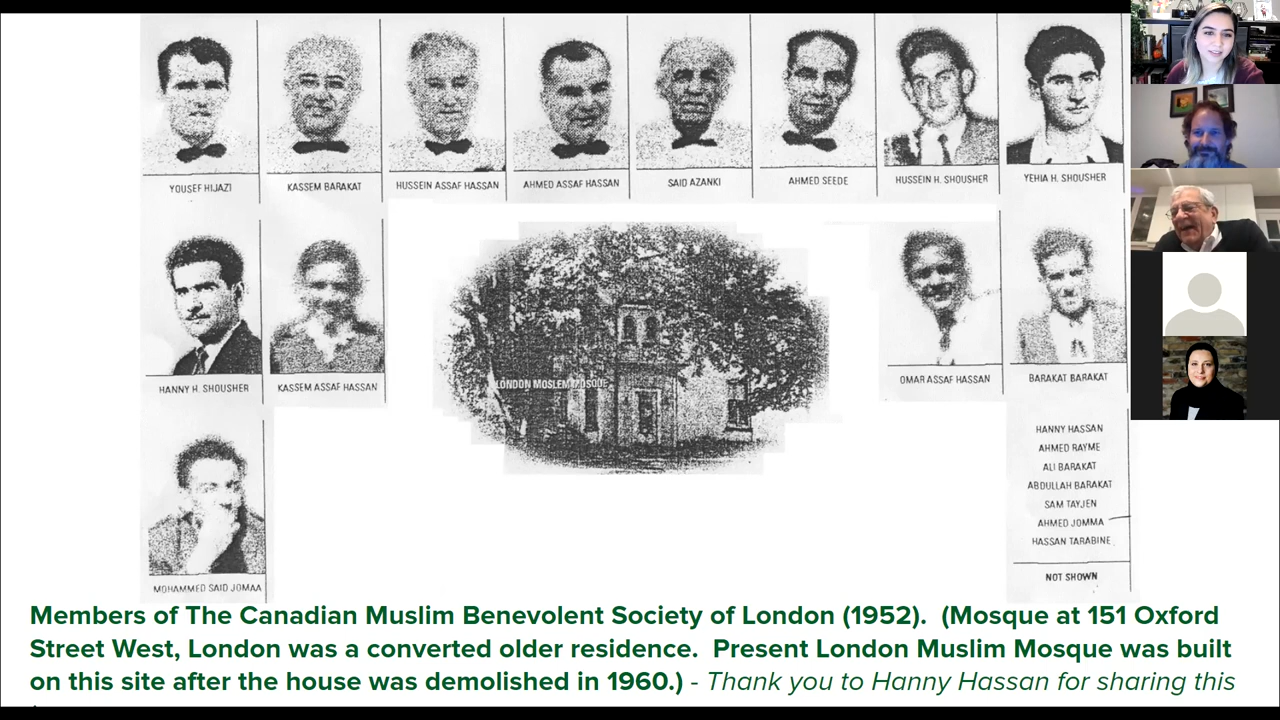 YOUSEF HIJAZI
KASSEM BARAKAT
HUSSEIN ASSAF HASSAN
AHMED ASSAF HASSAN
SAID AZANKI
AHMED SEEDE
HUSSEIN H. SHOUSHER
YEHIA H. SHOUSHER
HANNY H. SHOUSHER
KASSEM ASSAF HASSAN
LONDON MOSLEM MOSQUE
OMAR ASSAF HASSAN
BARAKAT BARAKAT
MOHAMMED SAID JOMAA
HANNY HASSAN
AHMED RAYME
ALI BARAKAT
ABDULLAH BARAKAT
SAM TAYJEN
AHMED JOMMA
HASSAN TARABINE
NOT SHOWN
Members of The Canadian Muslim Benevolent Society of London (1952). (Mosque at 151 Oxford
Street West, London was a converted older residence. Present London Muslim Mosque was built
on this site after the house was demolished in 1960.) - Thank you to Hanny Hassan for sharing this